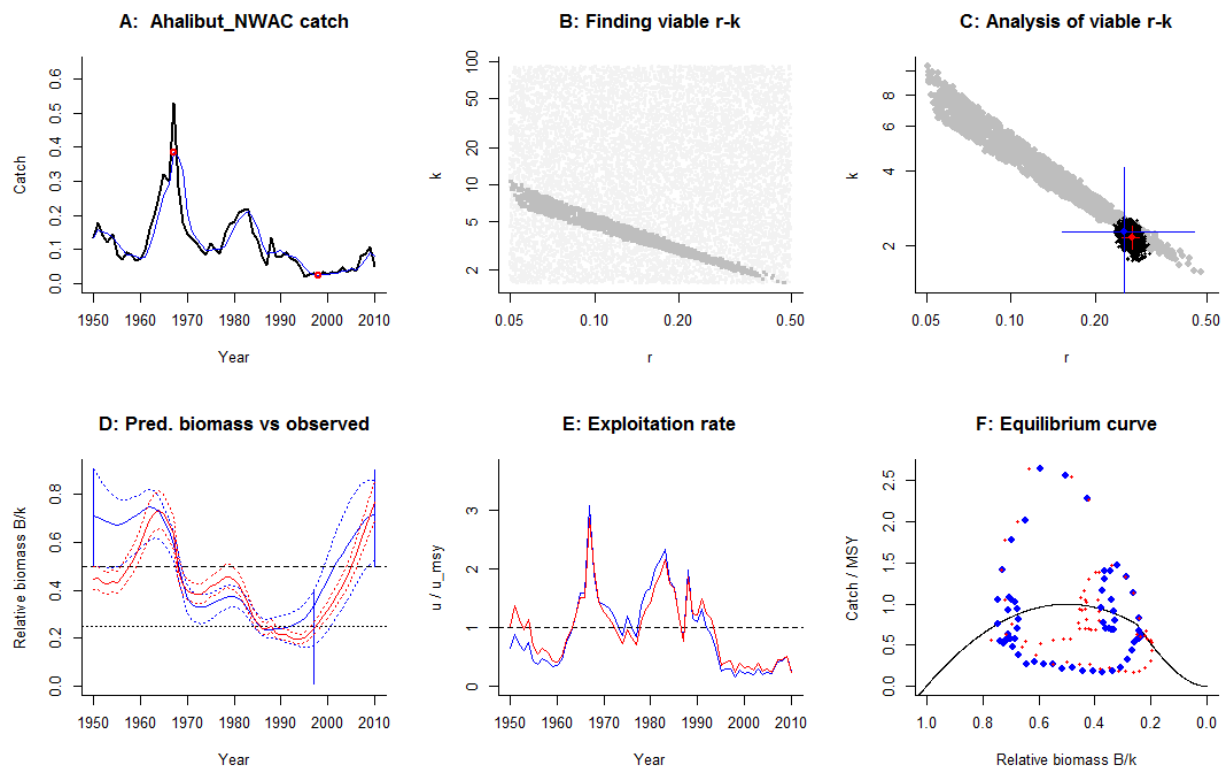 A: Ahalibut_NWAC catch
B: Finding viable r-k
C: Analysis of viable r-k
Catch
0.0 0.1 0.2 0.3 0.4 0.5 0.6
1950 1960 1970 1980 1990 2000 2010
Year
k
2 5 10 20 50 100
0.05 0.10 0.20 0.50
r
k
2 4 6 8
0.05 0.10 0.20 0.50
r
D: Pred. biomass vs observed
E: Exploitation rate
F: Equilibrium curve
Relative biomass B/k
0.0 0.2 0.4 0.6 0.8
1950 1960 1970 1980 1990 2000 2010
Year
u / u_msy
0 1 2 3
1950 1960 1970 1980 1990 2000 2010
Year
Catch / MSY
0.0 0.5 1.0 1.5 2.0 2.5
1.0 0.8 0.6 0.4 0.2 0.0
Relative biomass B/k